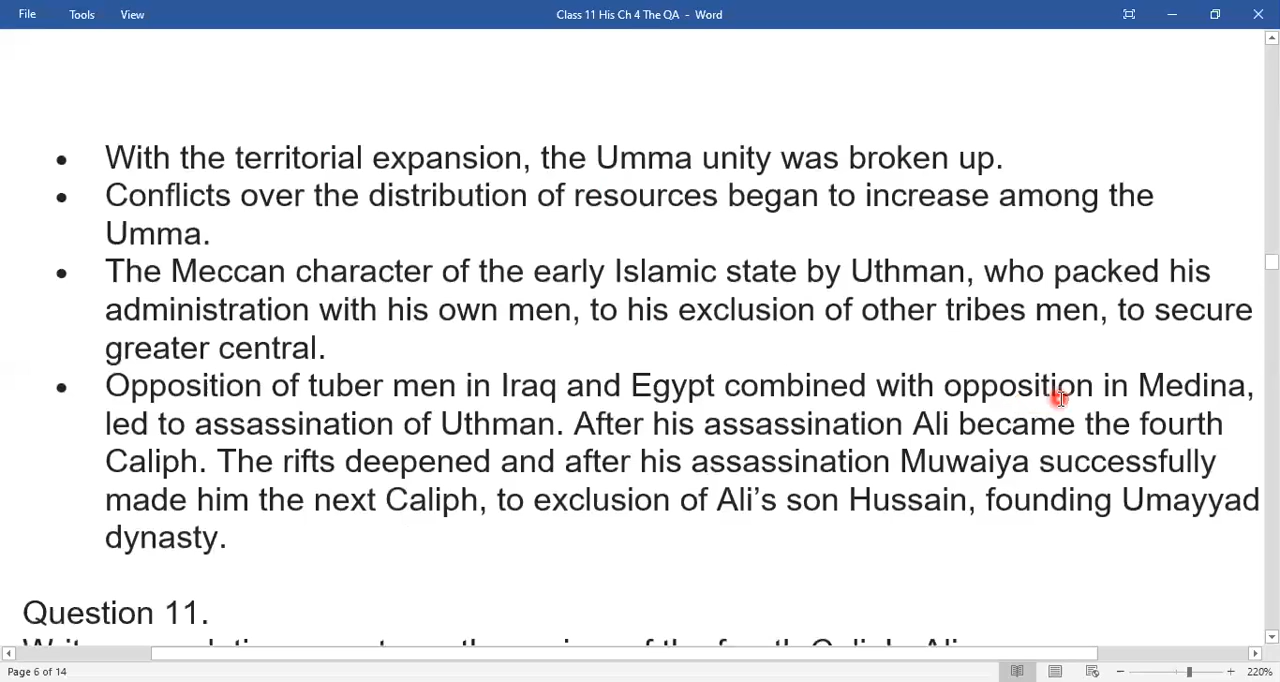 File Tools View Class 11 His Ch 4 The QA - Word
• With the territorial expansion, the Umma unity was broken up.
• Conflicts over the distribution of resources began to increase among the
Umma.
• The Meccan character of the early Islamic state by Uthman, who packed his
administration with his own men, to his exclusion of other tribes men, to secure
greater central.
• Opposition of tuber men in Iraq and Egypt combined with opposition in Medina,
led to assassination of Uthman. After his assassination Ali became the fourth
Caliph. The rifts deepened and after his assassination Muwaiya successfully
made him the next Caliph, to exclusion of Ali’s son Hussain, founding Umayyad
dynasty.
Question 11.
Page 6 of 14 220%